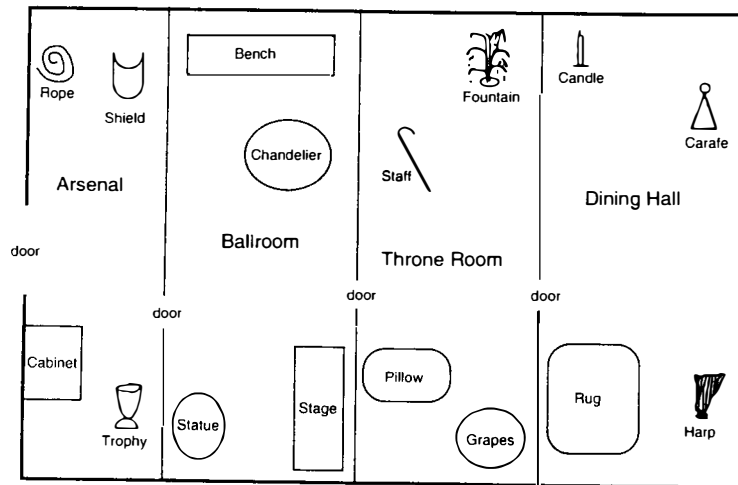 Bench
Rope
Shield
Fountain
Candle
Carafe
Chandelier
Staff
Arsenal
Dining Hall
Ballroom
Throne Room
door
door
door
door
Cabinet
Trophy
Statue
Stage
Pillow
Grapes
Rug
Harp